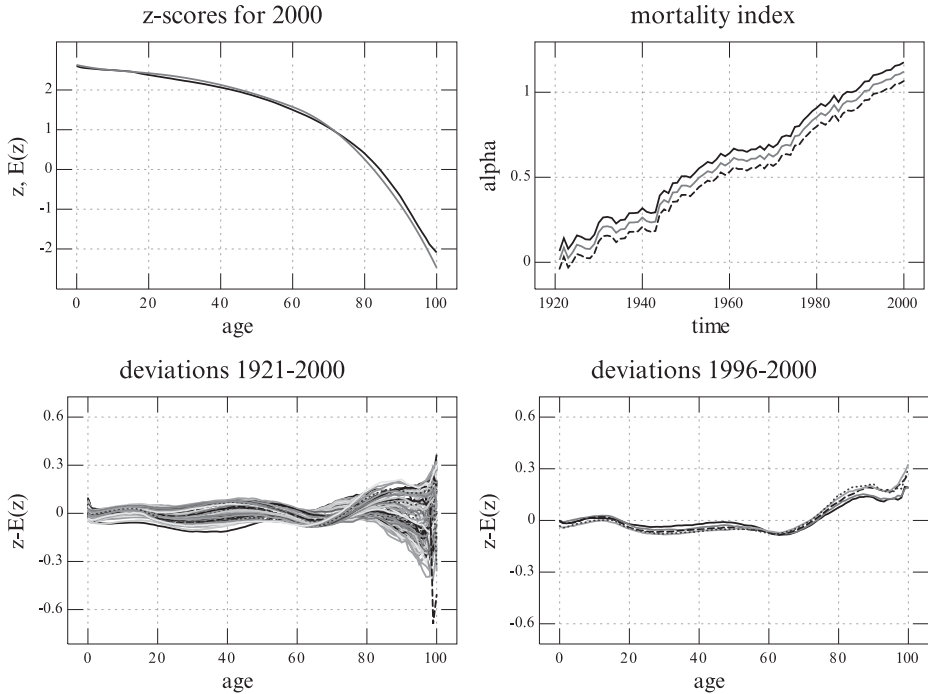 z-scores for 2000
z, E(z)
2
1
0
-1
-2
0 20 40 60 80 100
age
mortality index
alpha
1
0.5
0
1920 1940 1960 1980 2000
time
deviations 1921-2000
z-E(z)
0.6
0.3
0
-0.3
-0.6
0 20 40 60 80 100
age
deviations 1996-2000
z-E(z)
0.6
0.3
0
-0.3
-0.6
0 20 40 60 80 100
age